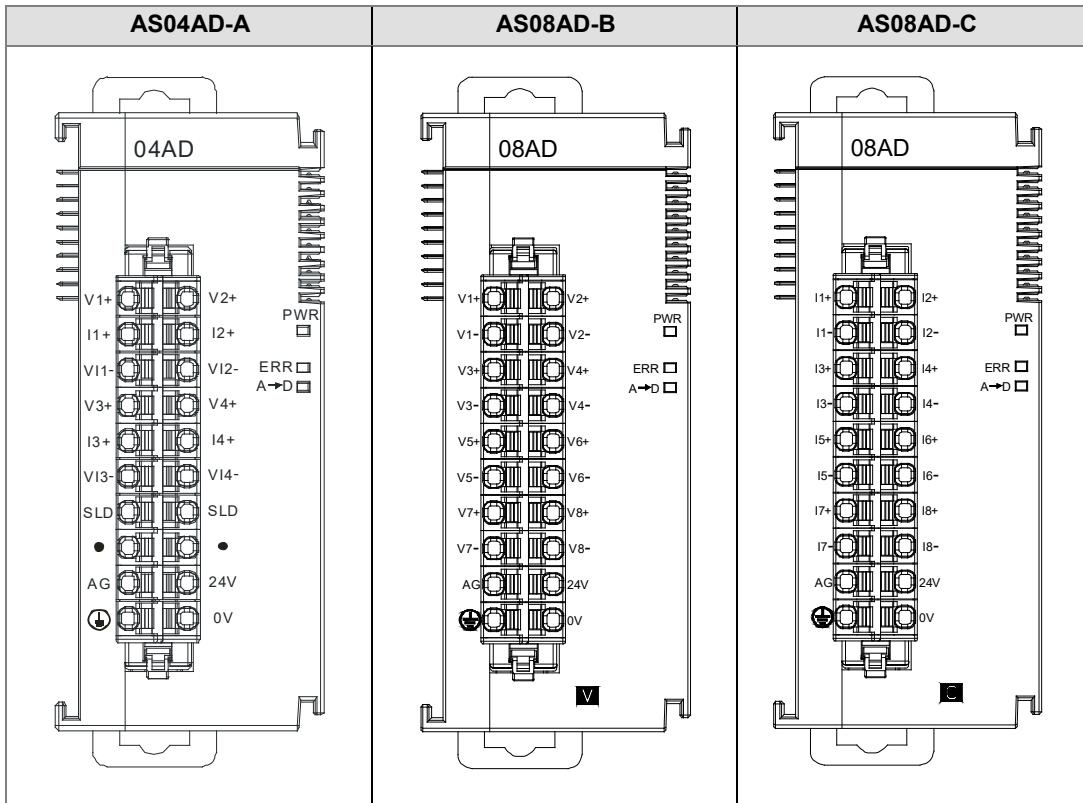 AS04AD-A AS08AD-B AS08AD-C
04AD
V1+ V2+
PWR
I1+ I2+
VI1- VI2-
ERR
A→D
V3+ V4+
I3+ I4+
VI3- VI4-
SLD SLD
● ●
AG 24V
0V
08AD
V1+ V2+
PWR
V1- V2-
V3+ V4+
ERR
A→D
V3- V4-
V5+ V6+
V5- V6-
V7+ V8+
V7- V8-
AG 24V
0V
V
08AD
I1+ I2+
PWR
I1- I2-
I3+ I4+
ERR
A→D
I3- I4-
I5+ I6+
I5- I6-
I7+ I8+
I7- I8-
AG 24V
0V
C